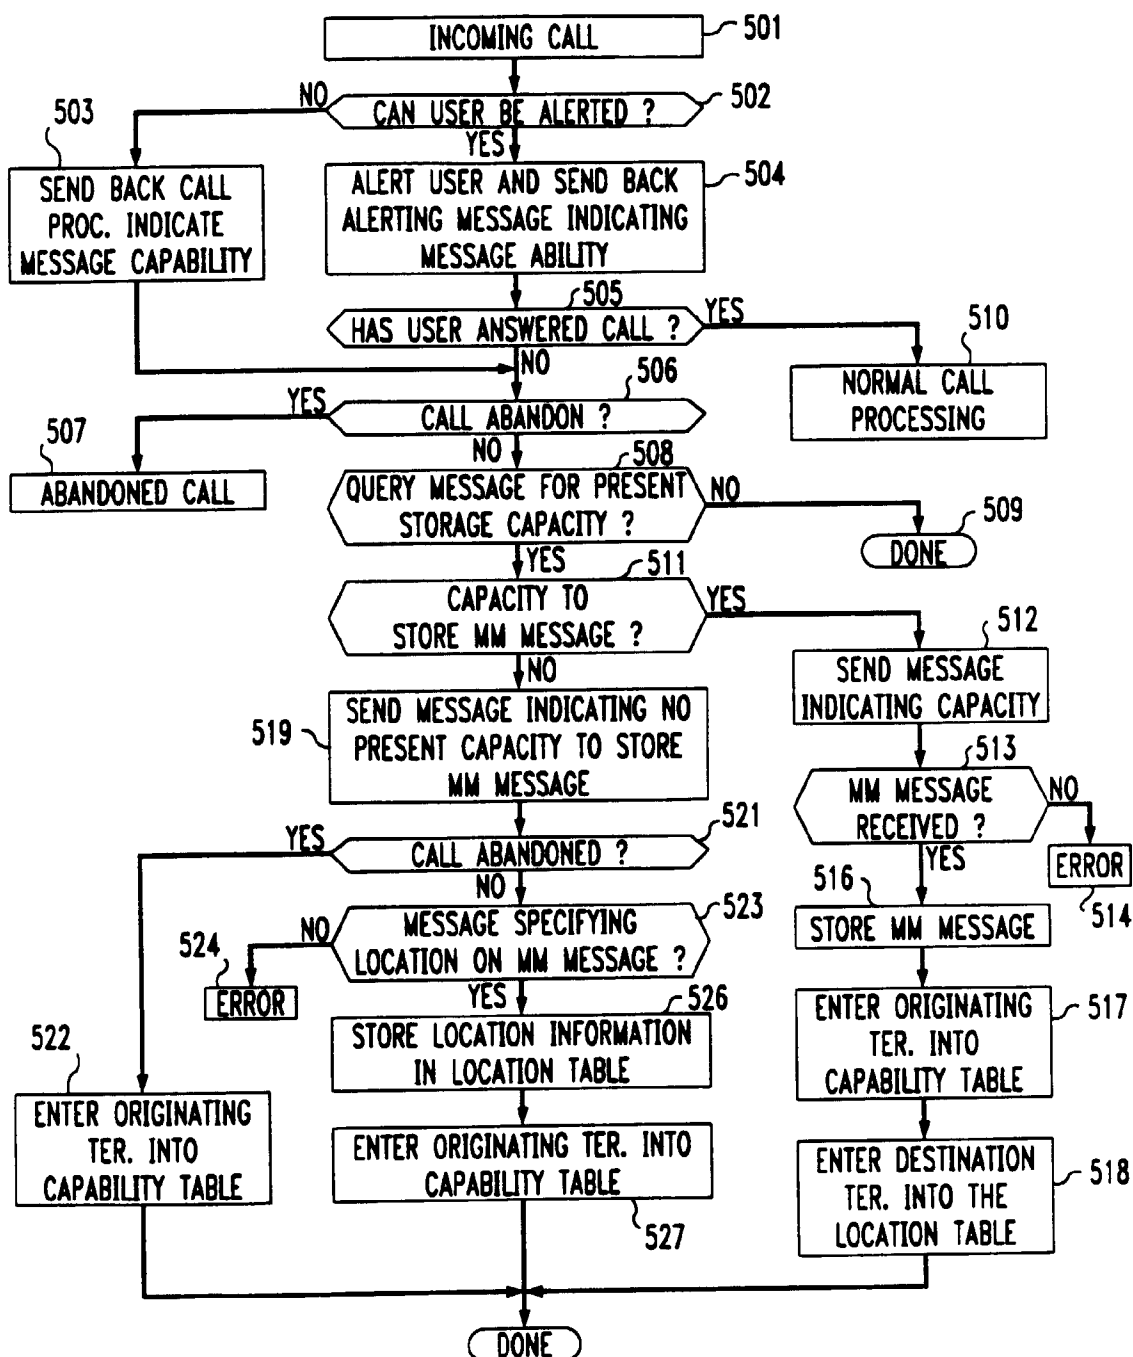 INCOMING CALL
501
NO
CAN USER BE ALERTED ?
502
503
YES
SEND BACK CALL
PROC. INDICATE
MESSAGE CAPABILITY
ALERT USER AND SEND BACK
ALERTING MESSAGE INDICATING
MESSAGE ABILITY
504
505
HAS USER ANSWERED CALL ?
YES
NO
510
NORMAL CALL
PROCESSING
506
YES
CALL ABANDON ?
NO
507
ABANDONED CALL
508
QUERY MESSAGE FOR PRESENT
STORAGE CAPACITY ?
NO
509
DONE
YES
511
CAPACITY TO
STORE MM MESSAGE ?
YES
NO
512
SEND MESSAGE
INDICATING CAPACITY
519
SEND MESSAGE INDICATING NO
PRESENT CAPACITY TO STORE
MM MESSAGE
513
MM MESSAGE
RECEIVED ?
NO
YES
ERROR
514
521
YES
CALL ABANDONED ?
NO
516
STORE MM MESSAGE
523
MESSAGE SPECIFYING
LOCATION ON MM MESSAGE ?
NO
524
ERROR
YES
526
STORE LOCATION INFORMATION
IN LOCATION TABLE
ENTER ORIGINATING
TER. INTO
CAPABILITY TABLE
517
522
ENTER ORIGINATING
TER. INTO
CAPABILITY TABLE
ENTER ORIGINATING TER. INTO
CAPABILITY TABLE
527
ENTER DESTINATION
TER. INTO THE
LOCATION TABLE
518
DONE